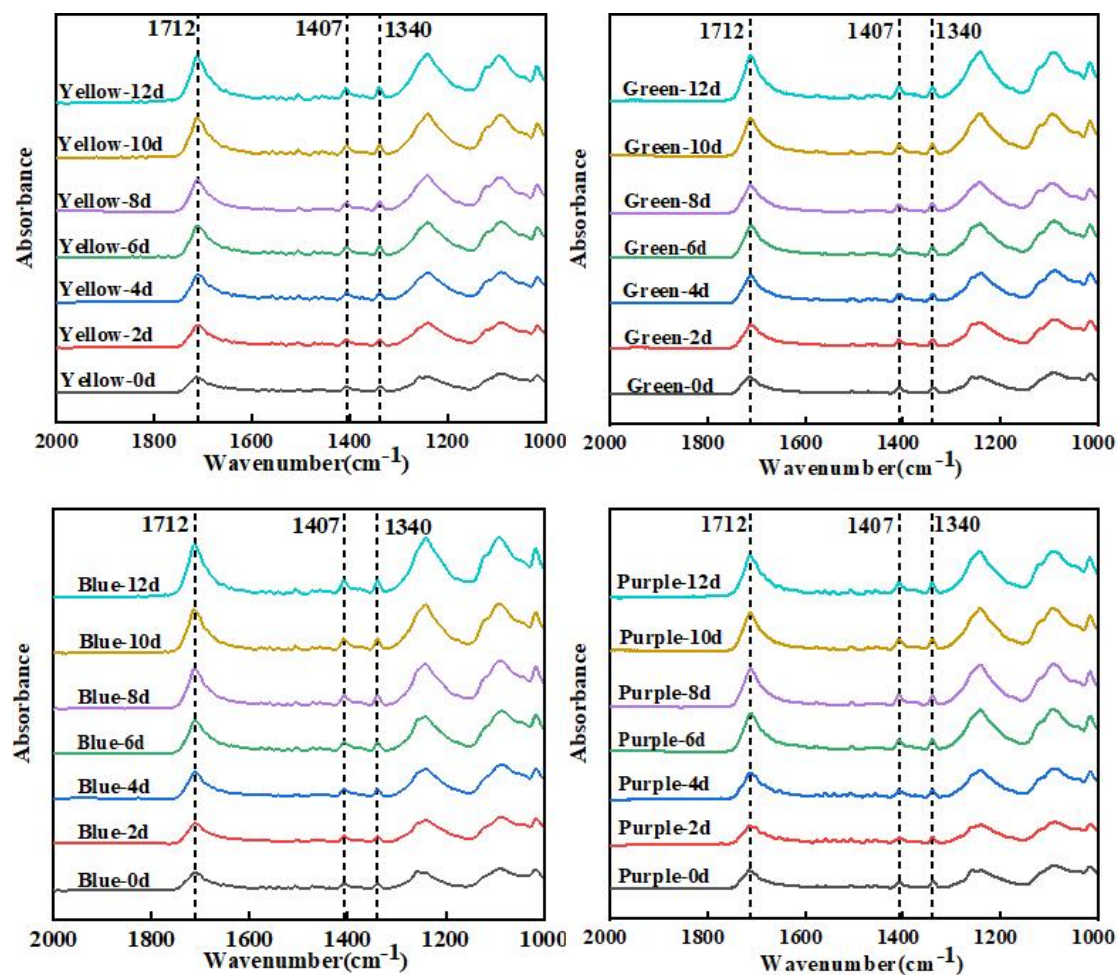 1712 1407 1340
Yellow-12d
Yellow-10d
Yellow-8d
Yellow-6d
Yellow-4d
Yellow-2d
Yellow-0d
Absorbance
2000 1800 1600 1400 1200 1000
Wavenumber(cm⁻¹)
1712 1407 1340
Green-12d
Green-10d
Green-8d
Green-6d
Green-4d
Green-2d
Green-0d
Absorbance
2000 1800 1600 1400 1200 1000
Wavenumber(cm⁻¹)
1712 1407 1340
Blue-12d
Blue-10d
Blue-8d
Blue-6d
Blue-4d
Blue-2d
Blue-0d
Absorbance
2000 1800 1600 1400 1200 1000
Wavenumber(cm⁻¹)
1712 1407 1340
Purple-12d
Purple-10d
Purple-8d
Purple-6d
Purple-4d
Purple-2d
Purple-0d
Absorbance
2000 1800 1600 1400 1200 1000
Wavenumber(cm⁻¹)